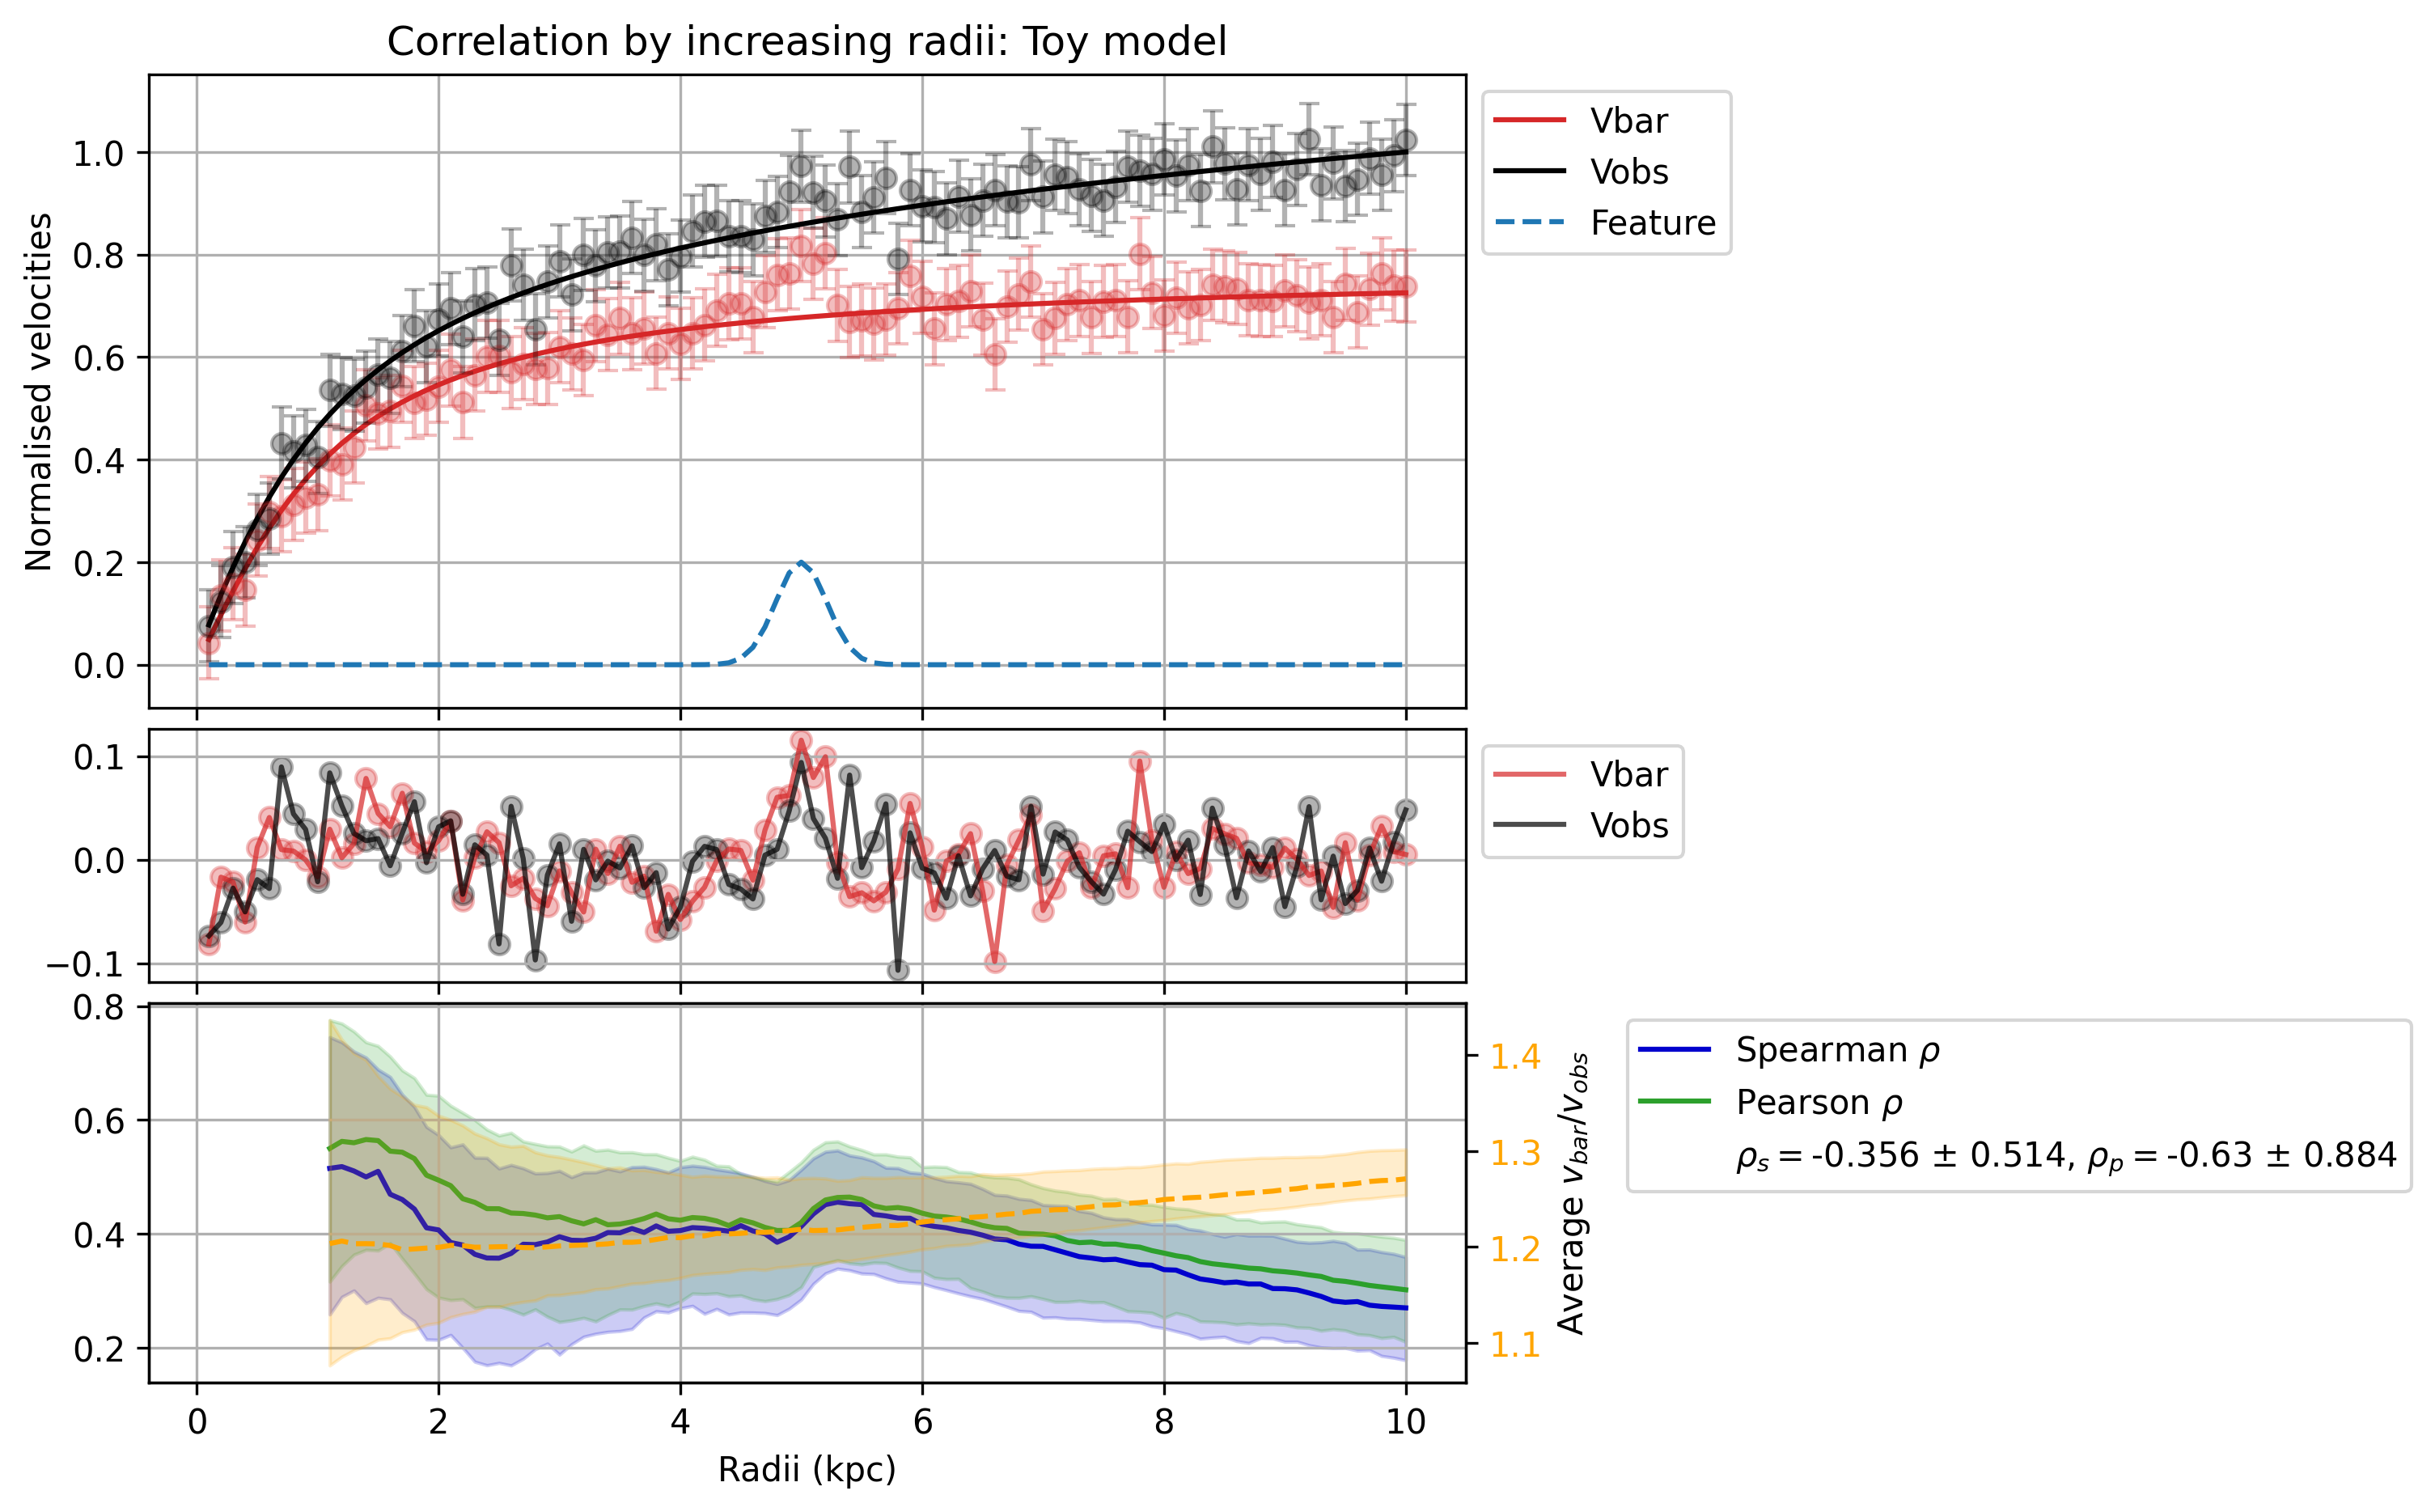 Correlation by increasing radii: Toy model
Normalised velocities
1.0
0.8
0.6
0.4
0.2
0.0
Vbar
Vobs
Feature
0.1
0.0
−0.1
Vbar
Vobs
0.8
0.6
0.4
0.2
1.4
1.3
1.2
1.1
Average v_bar/v_obs
Spearman ρ
Pearson ρ
ρ_s = -0.356 ± 0.514, ρ_p = -0.63 ± 0.884
0 2 4 6 8 10
Radii (kpc)